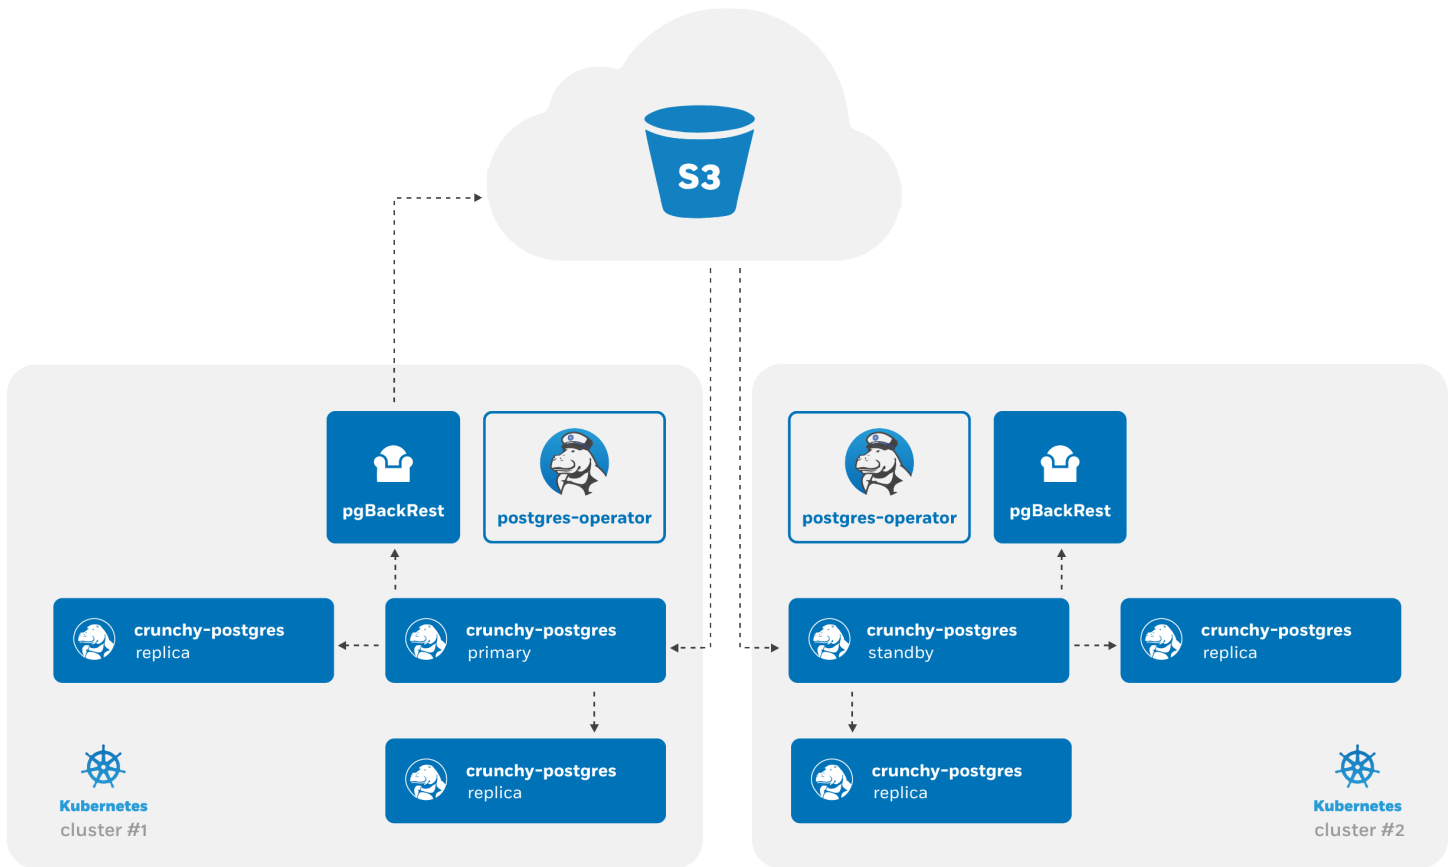 S3
pgBackRest
postgres-operator
crunchy-postgres
replica
crunchy-postgres
primary
crunchy-postgres
replica
Kubernetes
cluster #1
postgres-operator
pgBackRest
crunchy-postgres
standby
crunchy-postgres
replica
crunchy-postgres
replica
Kubernetes
cluster #2